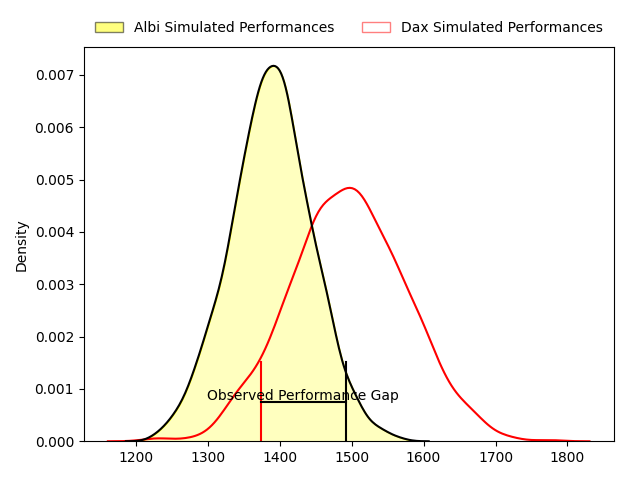 Albi Simulated Performances Dax Simulated Performances
0.007
0.006
0.005
0.004
0.003
0.002
0.001
0.000
Density
Observed Performance Gap
1200 1300 1400 1500 1600 1700 1800